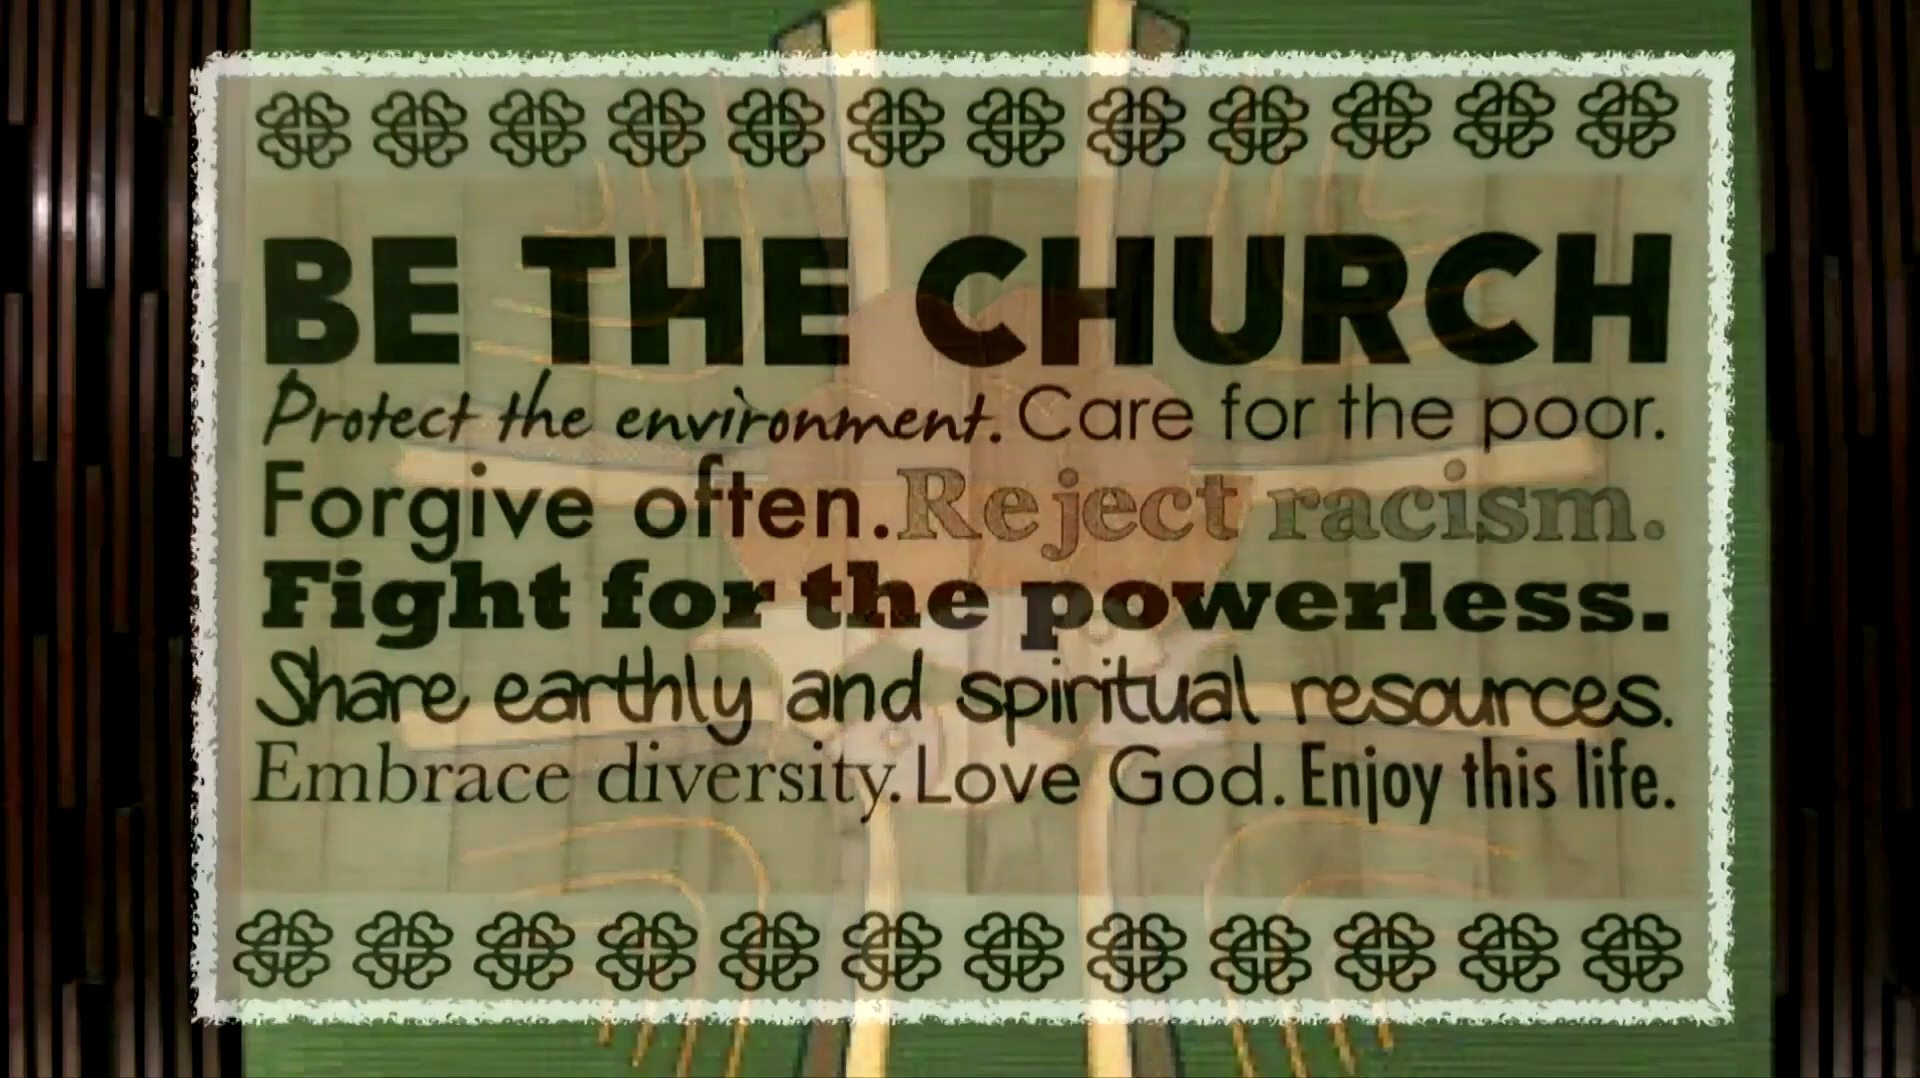 BE THE CHURCH
Protect the environment. Care for the poor.
Forgive often. Reject racism.
Fight for the powerless.
Share earthly and spiritual resources.
Embrace diversity. Love God. Enjoy this life.